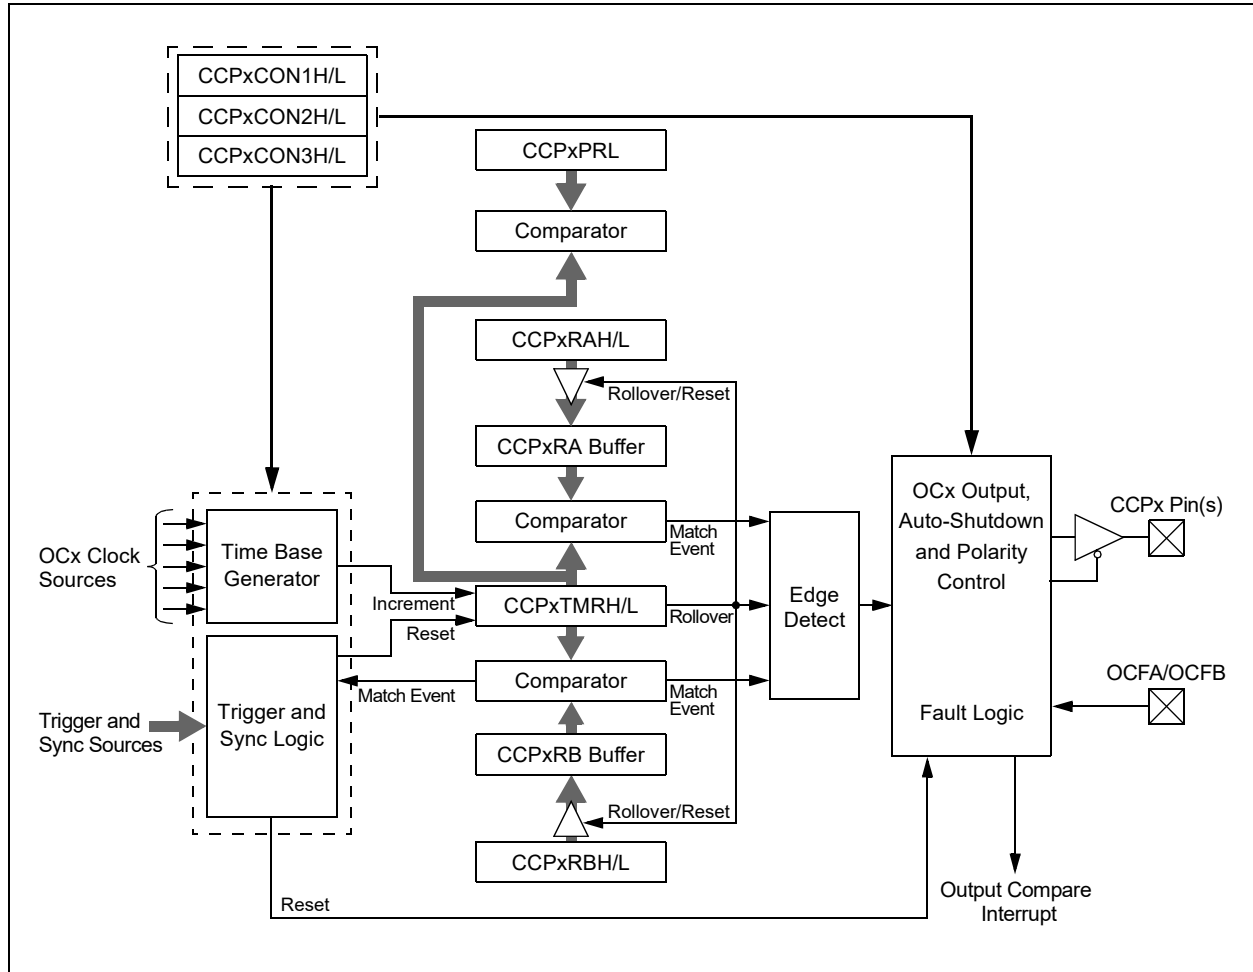 CCPxCON1H/L
CCPxCON2H/L
CCPxCON3H/L
CCPxPRL
Comparator
CCPxRAH/L
Rollover/Reset
CCPxRA Buffer
Comparator
Match
Event
OCx Clock
Sources
Time Base
Generator
Increment
Reset
CCPxTMRH/L
Rollover
Edge
Detect
OCx Output,
Auto-Shutdown
and Polarity
Control
Fault Logic
CCPx Pin(s)
OCFA/OCFB
Trigger and
Sync Sources
Trigger and
Sync Logic
Match Event
Comparator
Match
Event
CCPxRB Buffer
Rollover/Reset
CCPxRBH/L
Reset
Output Compare
Interrupt